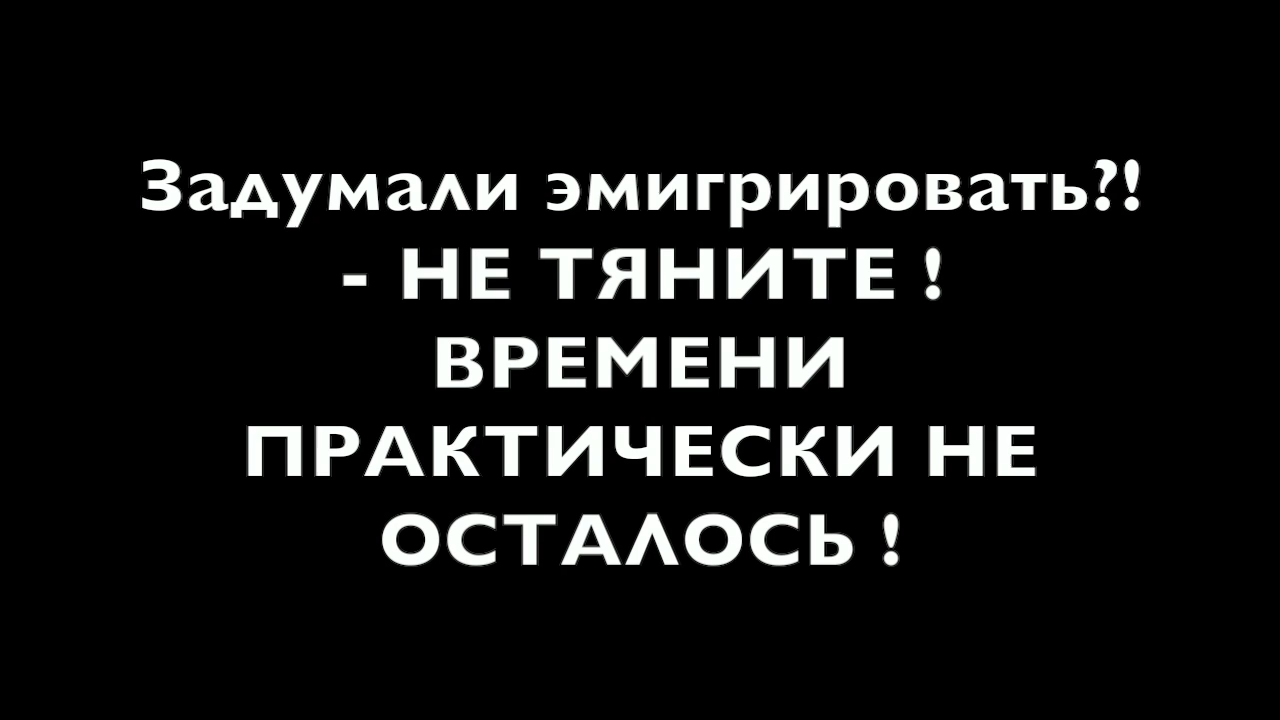 Задумали эмигрировать?!
- НЕ ТЯНИТЕ !
ВРЕМЕНИ
ПРАКТИЧЕСКИ НЕ
ОСТАЛОСЬ !